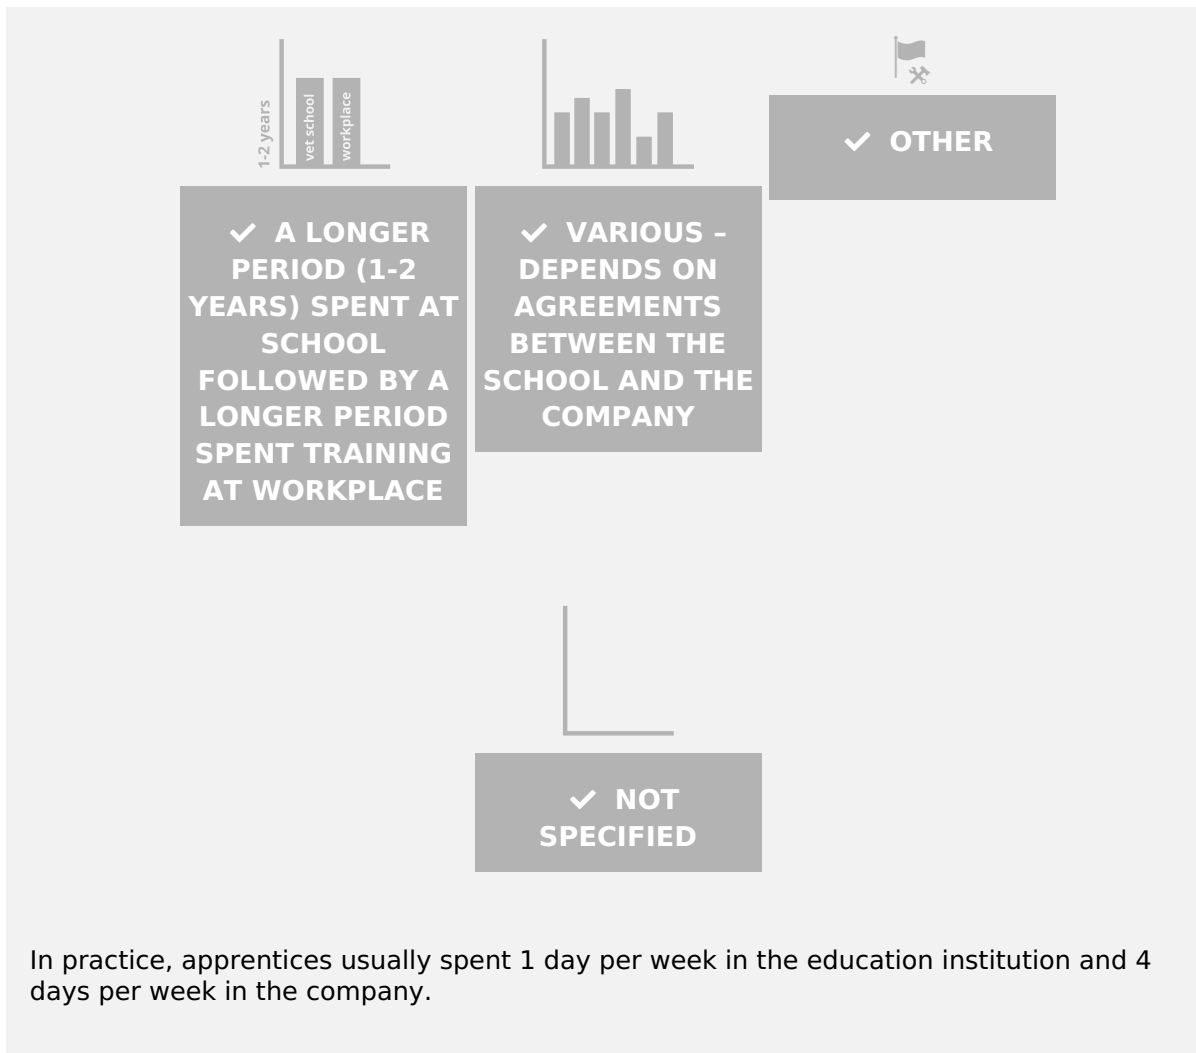 1-2 years
vet school
workplace
✓ A LONGER
PERIOD (1-2
YEARS) SPENT AT
SCHOOL
FOLLOWED BY A
LONGER PERIOD
SPENT TRAINING
AT WORKPLACE
✓ VARIOUS –
DEPENDS ON
AGREEMENTS
BETWEEN THE
SCHOOL AND THE
COMPANY
✓ OTHER
✓ NOT
SPECIFIED
In practice, apprentices usually spent 1 day per week in the education institution and 4
days per week in the company.